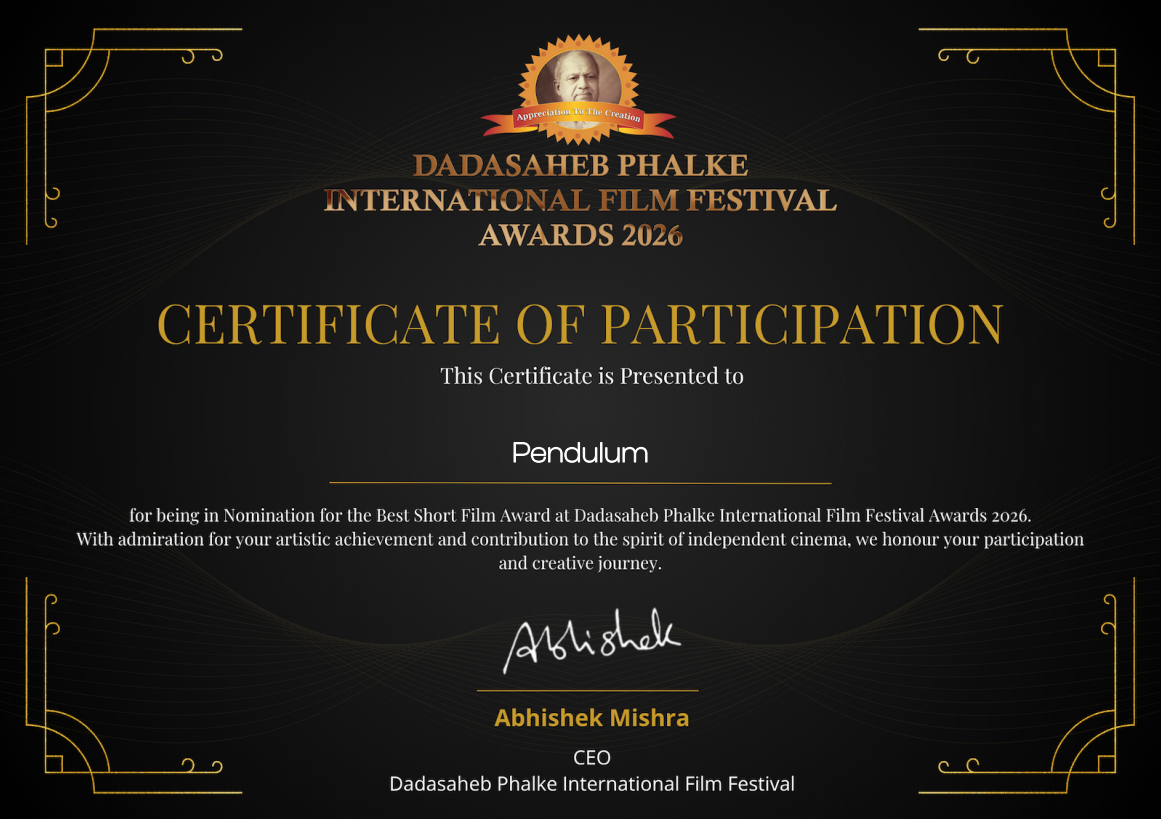 Appreciation To The Creation
DADASAHEB PHALKE
INTERNATIONAL FILM FESTIVAL
AWARDS 2026
CERTIFICATE OF PARTICIPATION
This Certificate is Presented to
Pendulum
for being in Nomination for the Best Short Film Award at Dadasaheb Phalke International Film Festival Awards 2026.
With admiration for your artistic achievement and contribution to the spirit of independent cinema, we honour your participation
and creative journey.
Abhishek
Abhishek Mishra
CEO
Dadasaheb Phalke International Film Festival